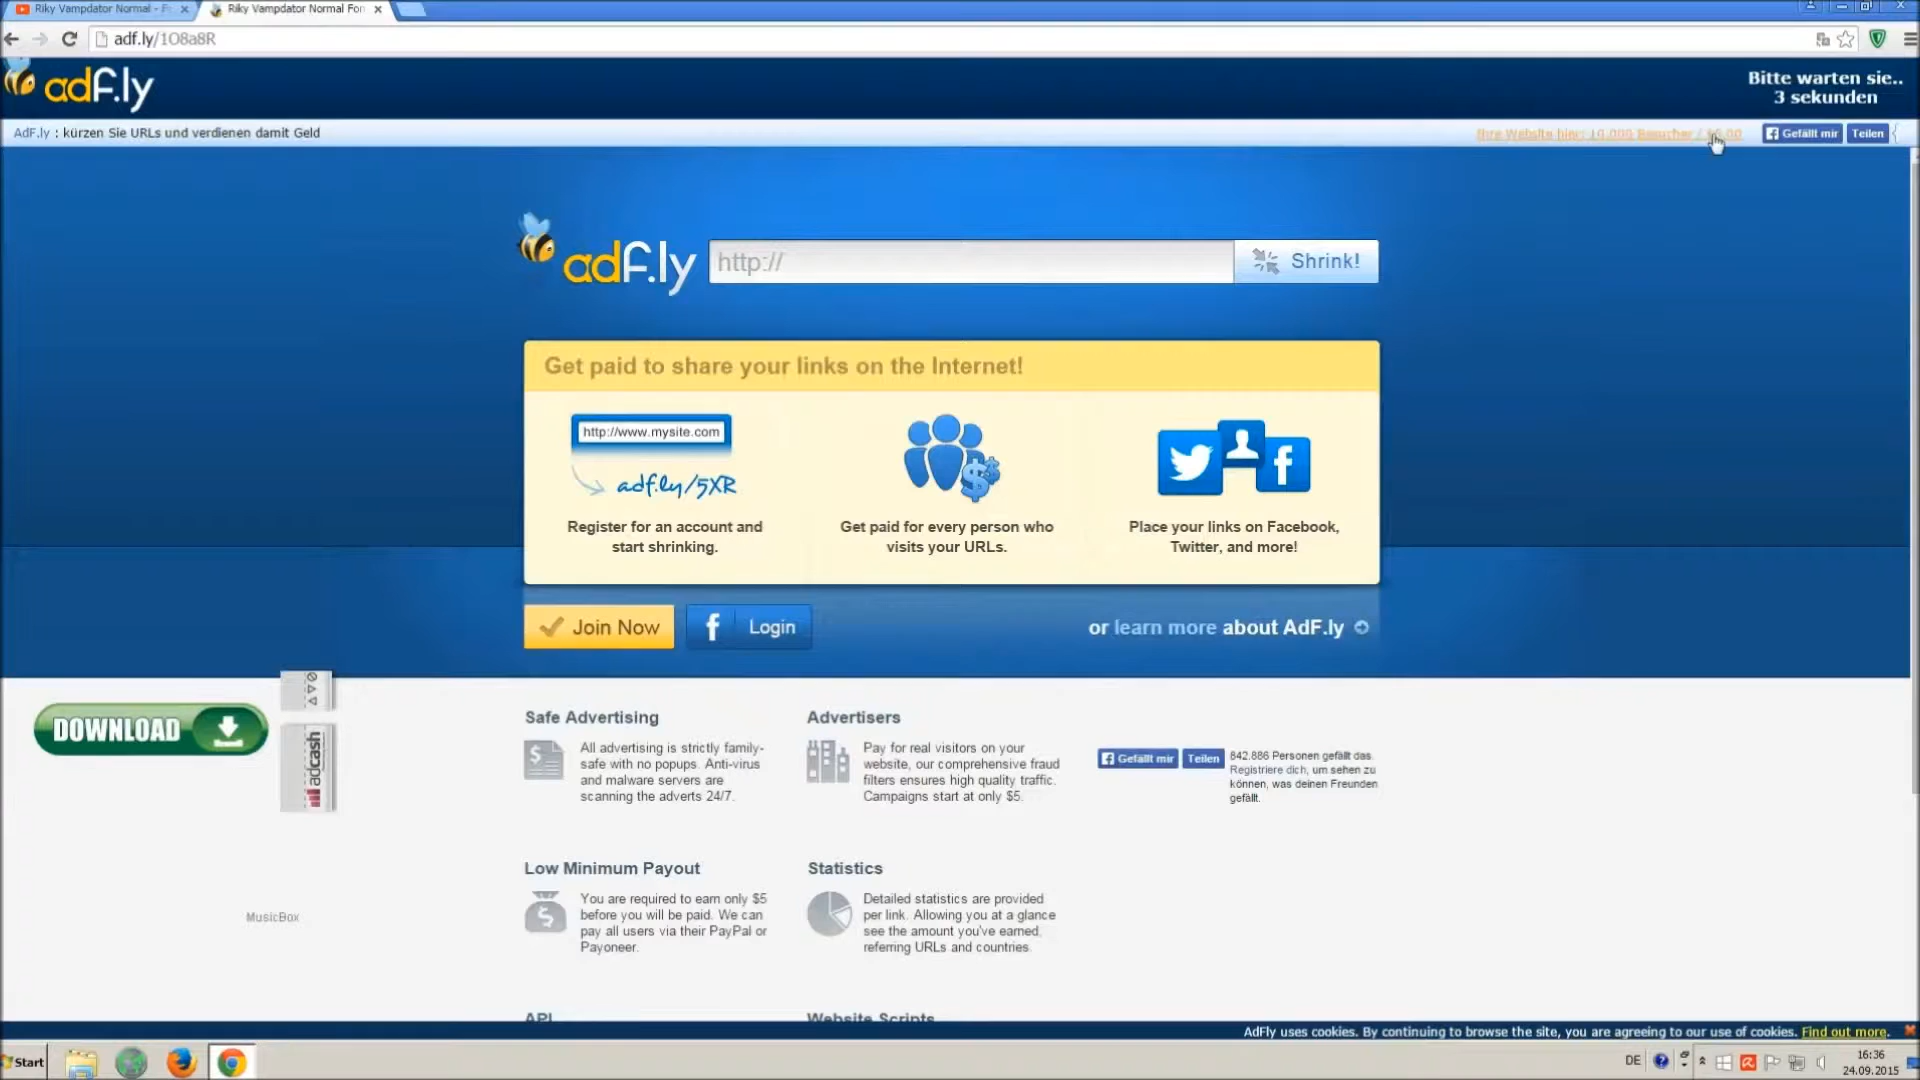 Riky Vampdator Normal - F
Riky Vampdator Normal For
adf.ly/1O8a8R
adf.ly
Bitte warten sie..
3 sekunden
AdF.ly : kürzen Sie URLs und verdienen damit Geld
Ihre Website hier: 10.000 Besucher /
Gefällt mir
Teilen
adf.ly
http://
Shrink!
Get paid to share your links on the Internet!
http://www.mysite.com
adf.ly/5XR
Register for an account and
start shrinking.
Get paid for every person who
visits your URLs.
Place your links on Facebook,
Twitter, and more!
Join Now
Login
or learn more about AdF.ly
DOWNLOAD
adcash
Safe Advertising
All advertising is strictly family-
safe with no popups. Anti-virus
and malware servers are
scanning the adverts 24/7.
Advertisers
Pay for real visitors on your
website, our comprehensive fraud
filters ensures high quality traffic.
Campaigns start at only $5.
Gefällt mir
Teilen
842.886 Personen gefällt das.
Registriere dich, um sehen zu
können, was deinen Freunden
gefällt.
Low Minimum Payout
You are required to earn only $5
before you will be paid. We can
pay all users via their PayPal or
Payoneer.
Statistics
Detailed statistics are provided
per link. Allowing you at a glance
see the amount you've earned,
referring URLs and countries.
MusicBox
API
Website Scripts
AdFly uses cookies. By continuing to browse the site, you are agreeing to our use of cookies. Find out more.
Start
DE
16:36
24.09.2015